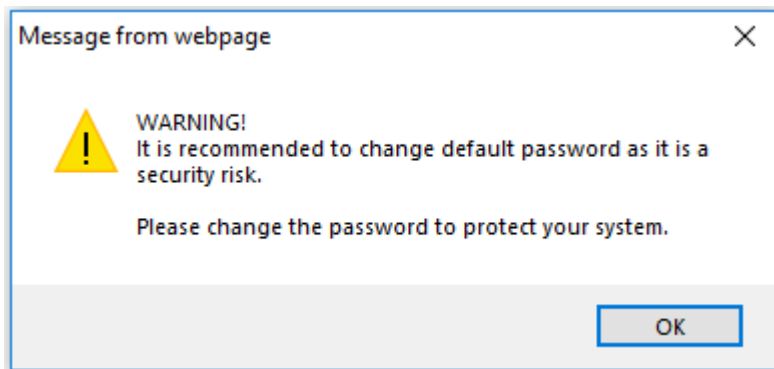 Message from webpage
WARNING!
It is recommended to change default password as it is a
security risk.
Please change the password to protect your system.
OK